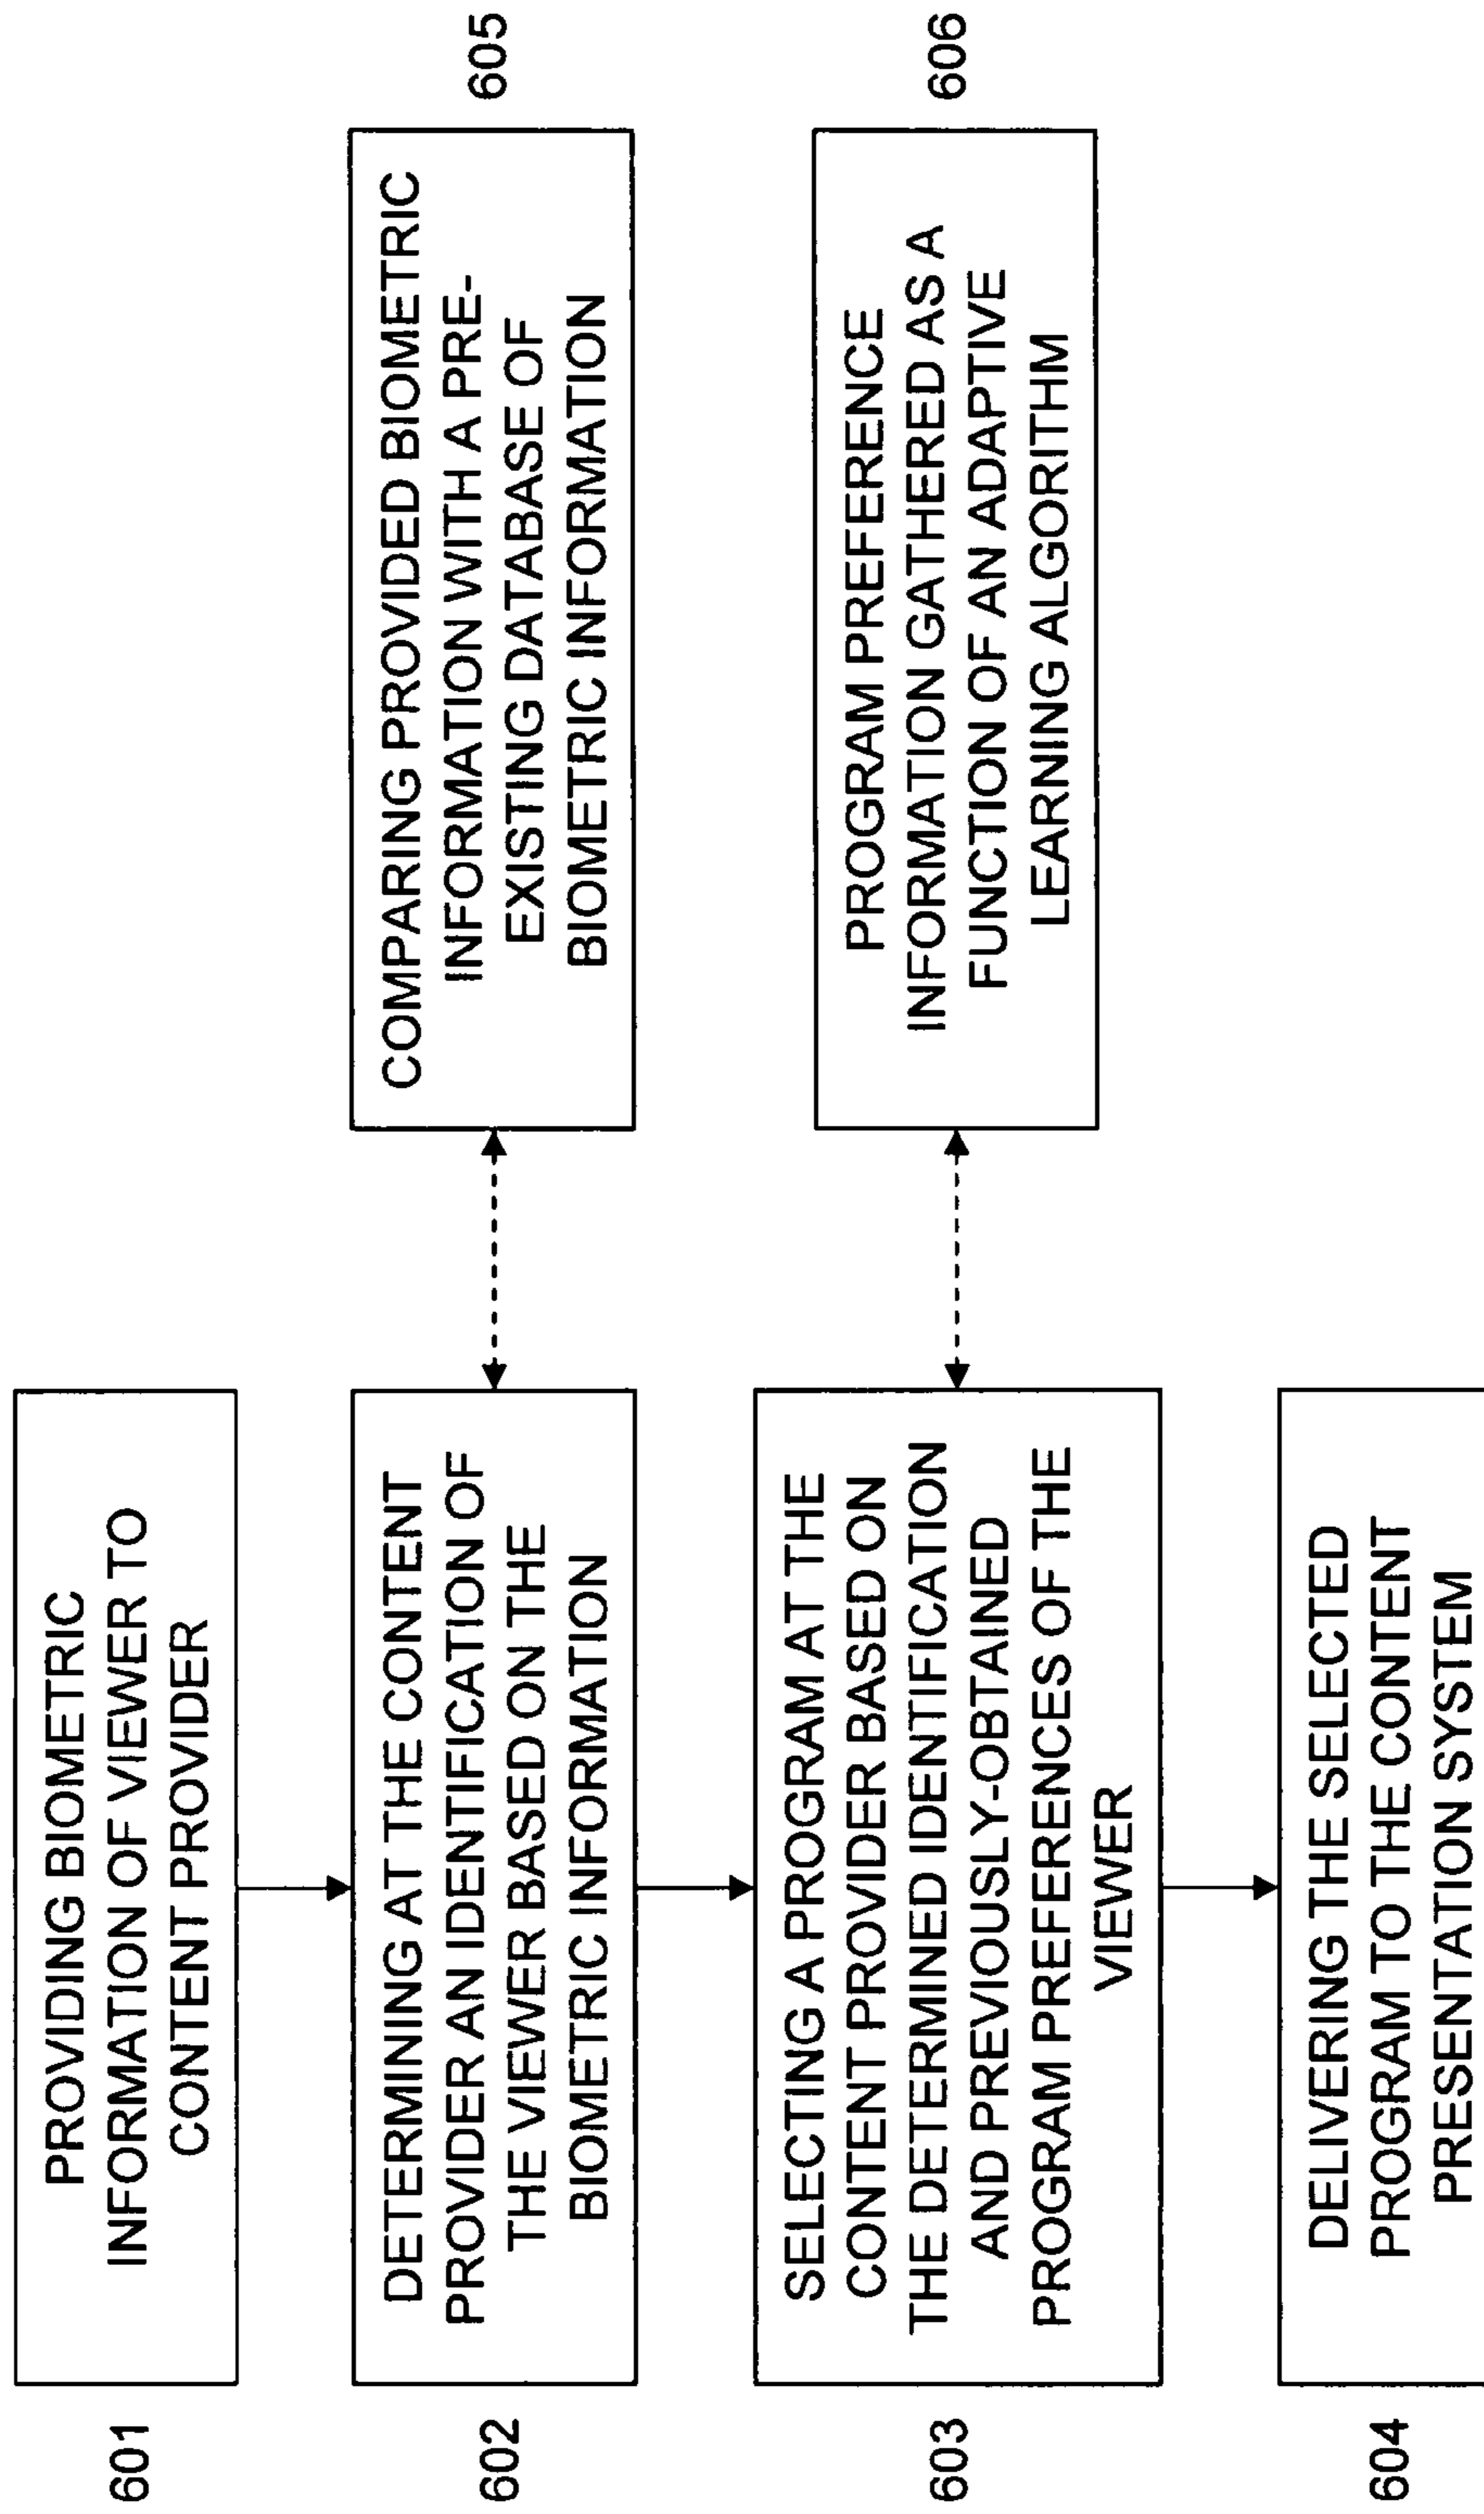 601
PROVIDING BIOMETRIC
INFORMATION OF VIEWER TO
CONTENT PROVIDER
602
DETERMINING AT THE CONTENT
PROVIDER AN IDENTIFICATION OF
THE VIEWER BASED ON THE
BIOMETRIC INFORMATION
COMPARING PROVIDED BIOMETRIC
INFORMATION WITH A PRE-
EXISTING DATABASE OF
BIOMETRIC INFORMATION
605
603
SELECTING A PROGRAM AT THE
CONTENT PROVIDER BASED ON
THE DETERMINED IDENTIFICATION
AND PREVIOUSLY-OBTAINED
PROGRAM PREFERENCES OF THE
VIEWER
PROGRAM PREFERENCE
INFORMATION GATHERED AS A
FUNCTION OF AN ADAPTIVE
LEARNING ALGORITHM
606
604
DELIVERING THE SELECTED
PROGRAM TO THE CONTENT
PRESENTATION SYSTEM